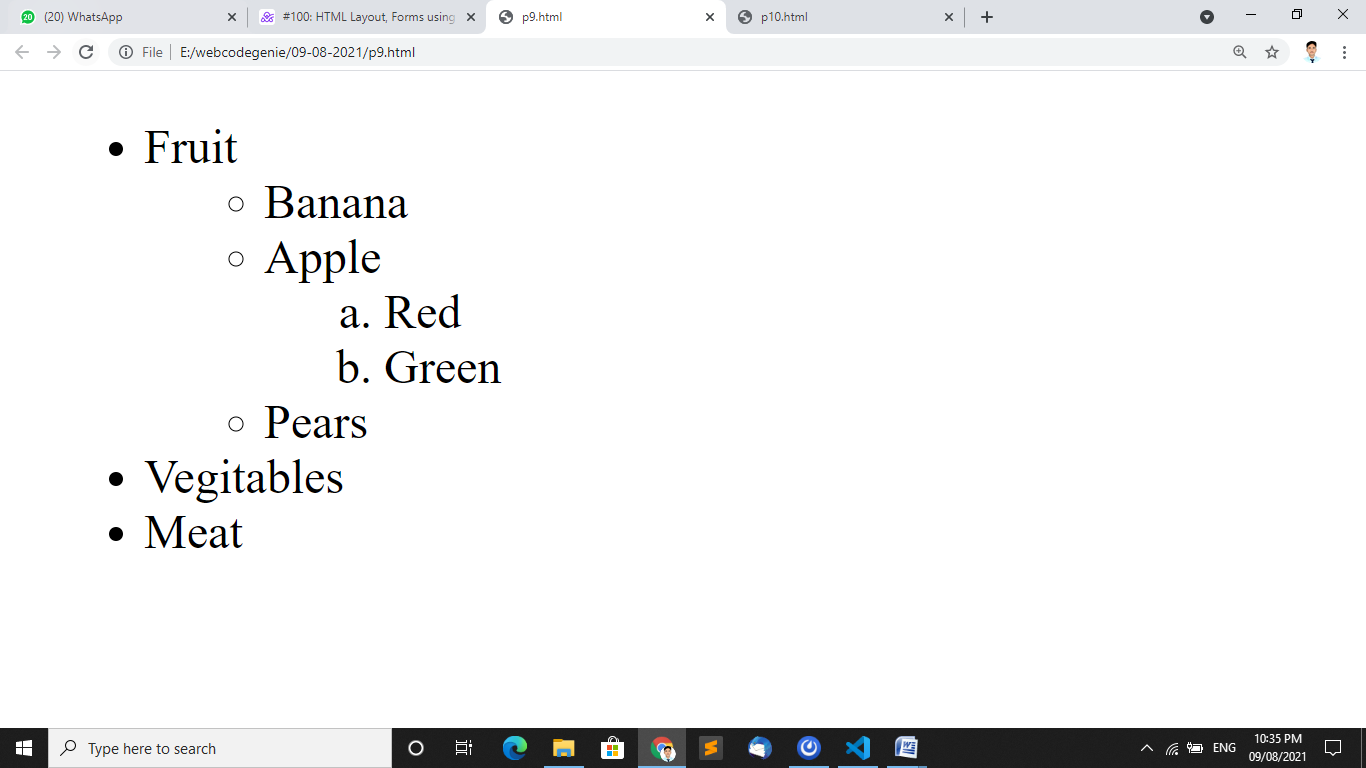 20 (20) WhatsApp
#100: HTML Layout, Forms using
p9.html
p10.html
File E:/webcodegenie/09-08-2021/p9.html
Fruit
Banana
Apple
a. Red
b. Green
Pears
Vegitables
Meat
Type here to search
ENG
10:35 PM
09/08/2021